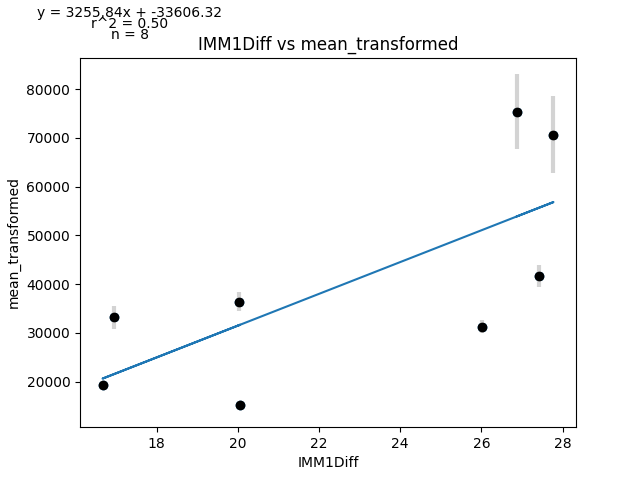 y = 3255.84x + -33606.32
r^2 = 0.50
n = 8
IMM1Diff vs mean_transformed
mean_transformed
80000
70000
60000
50000
40000
30000
20000
18
20
22
24
26
28
IMM1Diff